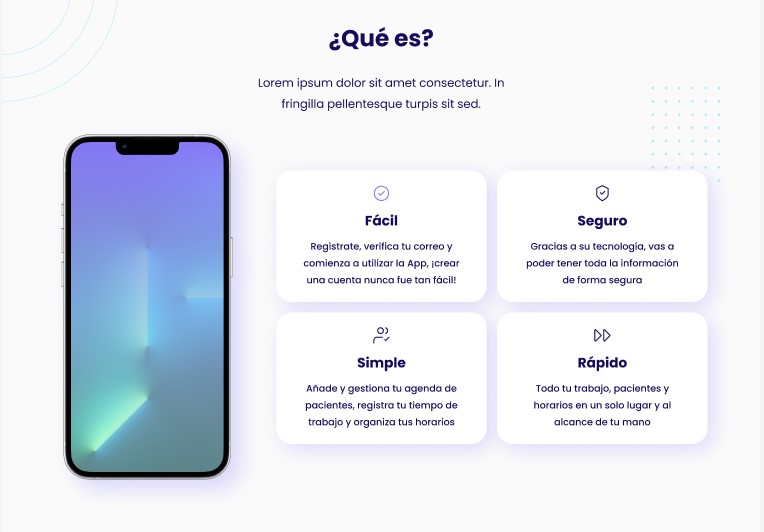 ¿Qué es?
Lorem ipsum dolor sit amet consectetur. In
fringilla pellentesque turpis sit sed.
Fácil
Registrate, verifica tu correo y
comienza a utilizar la App, ¡crear
una cuenta nunca fue tan fácil!
Seguro
Gracias a su tecnología, vas a
poder tener toda la información
de forma segura
Simple
Añade y gestiona tu agenda de
pacientes, registra tu tiempo de
trabajo y organiza tus horarios
Rápido
Todo tu trabajo, pacientes y
horarios en un solo lugar y al
alcance de tu mano